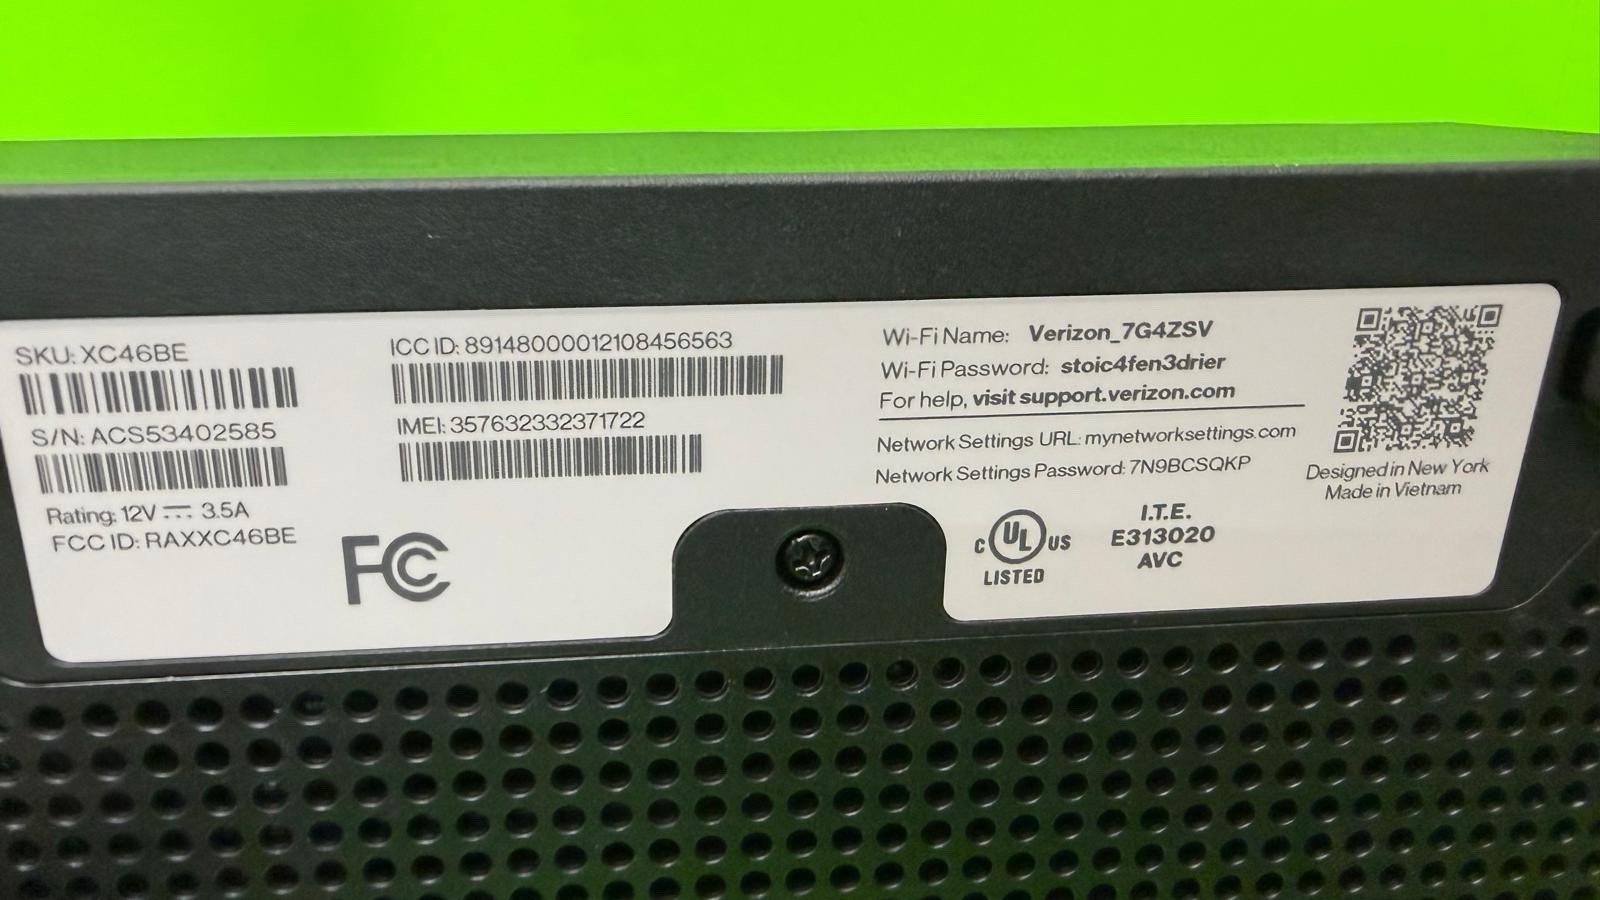 SKU: XC46BE
S/N: ACS53402585
Rating: 12V ⎓ 3.5A
FCC ID: RAXXC46BE
FC
ICC ID: 89148000012108456563
IMEI: 357632332371722
Wi-Fi Name: Verizon_7G4ZSV
Wi-Fi Password: stoic4fen3drier
For help, visit support.verizon.com
Network Settings URL: mynetworksettings.com
Network Settings Password: 7N9BCSQKP
Designed in New York
Made in Vietnam
c UL US
LISTED
I.T.E.
E313020
AVC